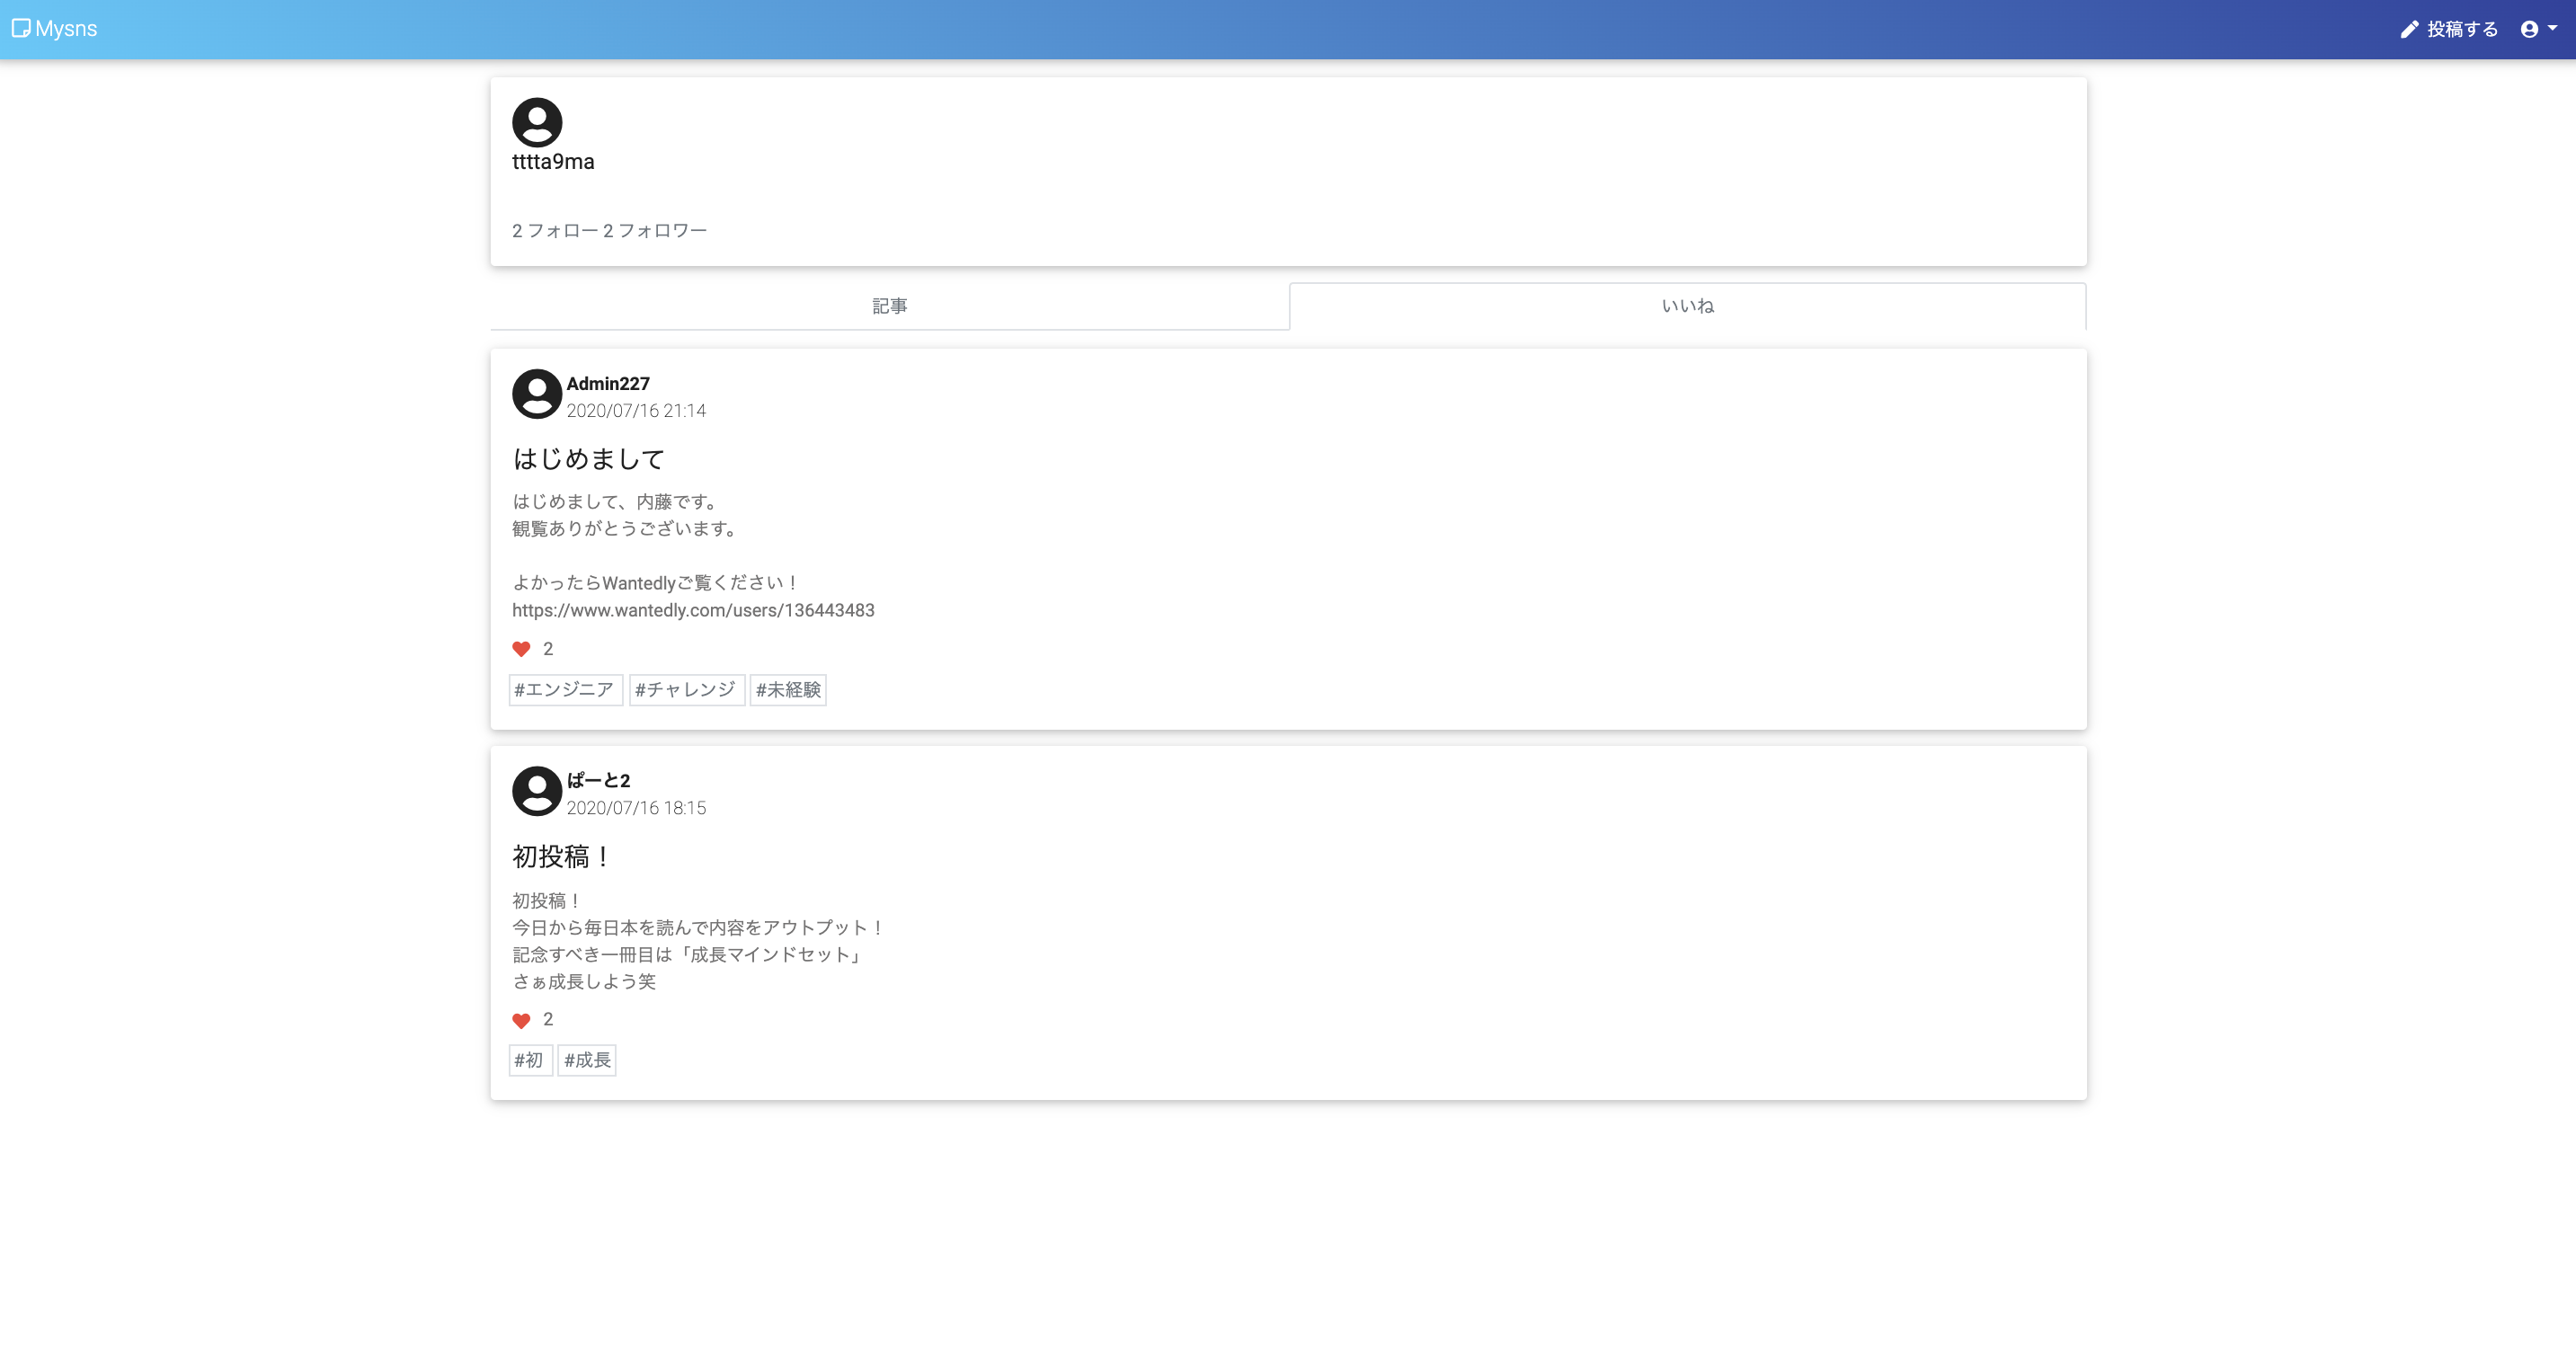 Mysns
投稿する
tttta9ma
2 フォロー 2 フォロワー
記事
いいね
Admin227
2020/07/16 21:14
はじめまして
はじめまして、内藤です。
観覧ありがとうございます。
よかったらWantedlyご覧ください！
https://www.wantedly.com/users/136443483
2
#エンジニア #チャレンジ #未経験
ぱーと2
2020/07/16 18:15
初投稿！
初投稿！
今日から毎日本を読んで内容をアウトプット！
記念すべき一冊目は「成長マインドセット」
さぁ成長しよう笑
2
#初 #成長